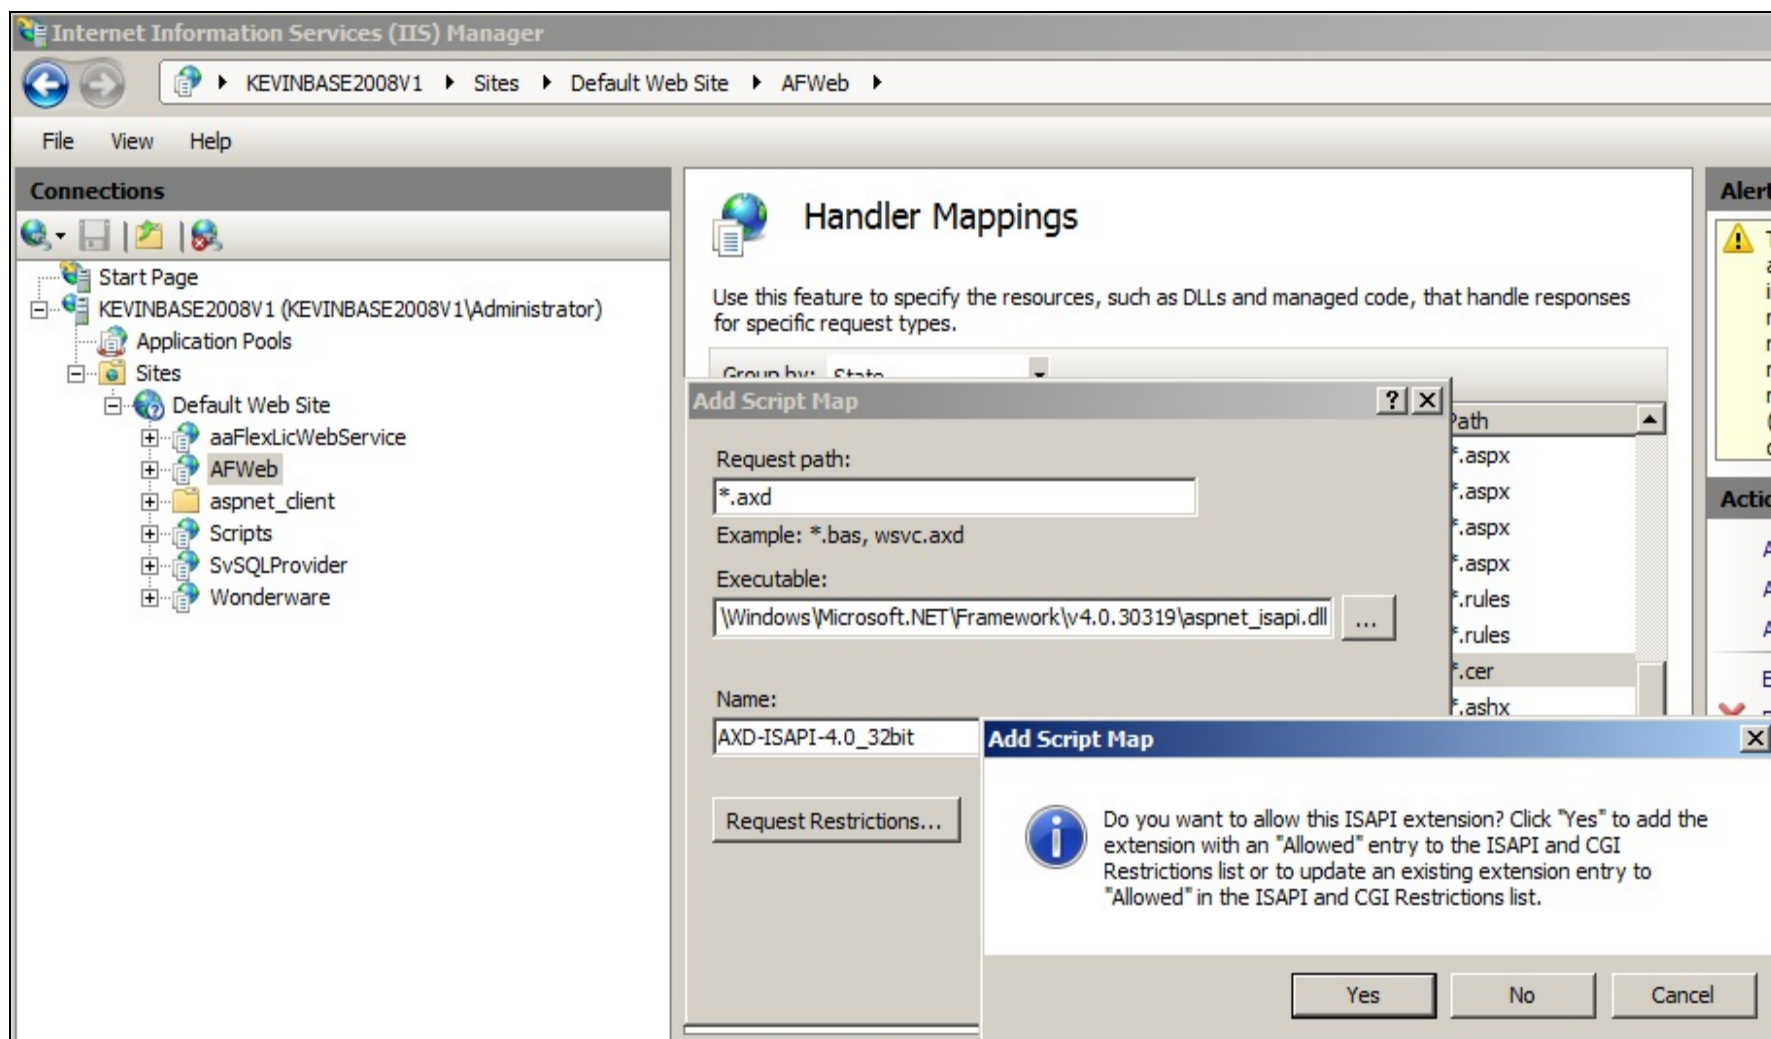 Internet Information Services (IIS) Manager
KEVINBASE2008V1 Sites Default Web Site AFWeb
File View Help
Connections
Start Page
KEVINBASE2008V1 (KEVINBASE2008V1\Administrator)
Application Pools
Sites
Default Web Site
aaFlexLicWebService
AFWeb
aspnet_client
Scripts
SvSQLProvider
Wonderware
Handler Mappings
Use this feature to specify the resources, such as DLLs and managed code, that handle responses
for specific request types.
Group by: State
Add Script Map
Request path:
*.axd
Example: *.bas, wsvc.axd
Executable:
\Windows\Microsoft.NET\Framework\v4.0.30319\aspnet_isapi.dll
...
Name:
AXD-ISAPI-4.0_32bit
Request Restrictions...
Path
*.aspx
*.aspx
*.aspx
*.aspx
*.rules
*.rules
*.cer
*.ashx
Add Script Map
Do you want to allow this ISAPI extension? Click "Yes" to add the
extension with an "Allowed" entry to the ISAPI and CGI
Restrictions list or to update an existing extension entry to
"Allowed" in the ISAPI and CGI Restrictions list.
Yes No Cancel